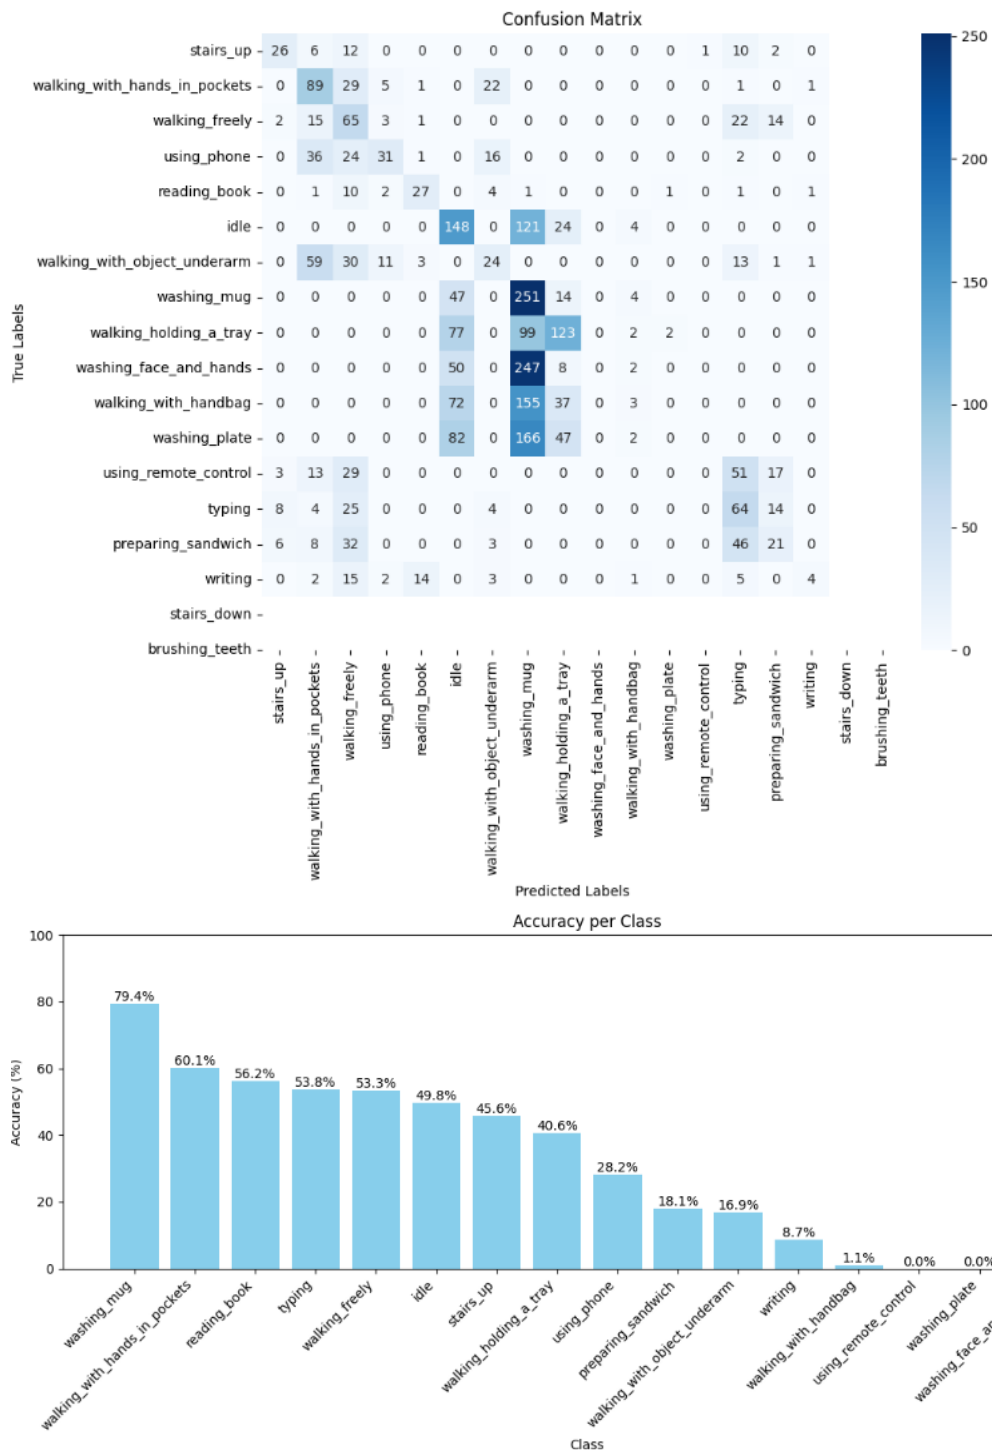 Confusion Matrix
stairs_up 26 6 12 0 0 0 0 0 0 0 0 0 1 10 2 0
walking_with_hands_in_pockets 0 89 29 5 1 0 22 0 0 0 0 0 0 1 0 1
walking_freely 2 15 65 3 1 0 0 0 0 0 0 0 0 22 14 0
using_phone 0 36 24 31 1 0 16 0 0 0 0 0 0 2 0 0
reading_book 0 1 10 2 27 0 4 1 0 0 0 1 0 1 0 1
idle 0 0 0 0 0 148 0 121 24 0 4 0 0 0 0 0
walking_with_object_underarm 0 59 30 11 3 0 24 0 0 0 0 0 0 13 1 1
washing_mug 0 0 0 0 0 47 0 251 14 0 4 0 0 0 0 0
walking_holding_a_tray 0 0 0 0 0 77 0 99 123 0 2 2 0 0 0 0
washing_face_and_hands 0 0 0 0 0 50 0 247 8 0 2 0 0 0 0 0
walking_with_handbag 0 0 0 0 0 72 0 155 37 0 3 0 0 0 0 0
washing_plate 0 0 0 0 0 82 0 166 47 0 2 0 0 0 0 0
using_remote_control 3 13 29 0 0 0 0 0 0 0 0 0 0 51 17 0
typing 8 4 25 0 0 0 4 0 0 0 0 0 0 64 14 0
preparing_sandwich 6 8 32 0 0 0 3 0 0 0 0 0 0 46 21 0
writing 0 2 15 2 14 0 3 0 0 0 1 0 0 5 0 4
stairs_down
brushing_teeth
True Labels
250
200
150
100
50
0
stairs_up
walking_with_hands_in_pockets
walking_freely
using_phone
reading_book
idle
walking_with_object_underarm
washing_mug
walking_holding_a_tray
washing_face_and_hands
walking_with_handbag
washing_plate
using_remote_control
typing
preparing_sandwich
writing
stairs_down
brushing_teeth
Predicted Labels
Accuracy per Class
Accuracy (%)
100
80
60
40
20
0
79.4%
60.1%
56.2%
53.8%
53.3%
49.8%
45.6%
40.6%
28.2%
18.1%
16.9%
8.7%
1.1%
0.0%
0.0%
washing_mug
walking_with_hands_in_pockets
reading_book
typing
walking_freely
idle
stairs_up
walking_holding_a_tray
using_phone
preparing_sandwich
walking_with_object_underarm
writing
walking_with_handbag
using_remote_control
washing_plate
washing_face_an
Class